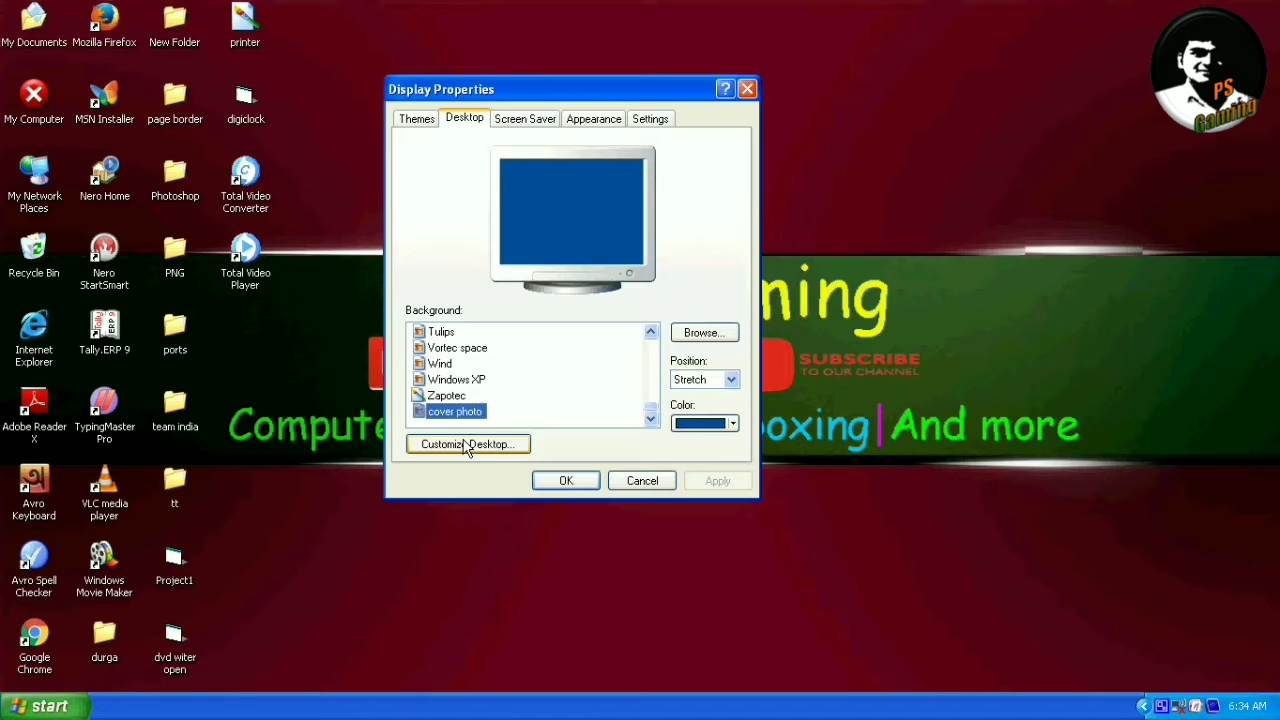 My Documents
Mozilla Firefox
New Folder
printer
My Computer
MSN Installer
page border
digiclock
My Network
Places
Nero Home
Photoshop
Total Video
Converter
Recycle Bin
Nero
StartSmart
PNG
Total Video
Player
Internet
Explorer
Tally.ERP 9
ports
Adobe Reader
X
TypingMaster
Pro
team india
Avro
Keyboard
VLC media
player
tt
Avro Spell
Checker
Windows
Movie Maker
Project1
Google
Chrome
durga
dvd witer
open
Display Properties
Themes
Desktop
Screen Saver
Appearance
Settings
Background:
Tulips
Vortec space
Wind
Windows XP
Zapotec
cover photo
Browse...
Position:
Stretch
Color:
Customize Desktop...
OK
Cancel
Apply
ming
SUBSCRIBE
TO OUR CHANNEL
Compute
oxing|And more
PS
Gaming
start
6:34 AM